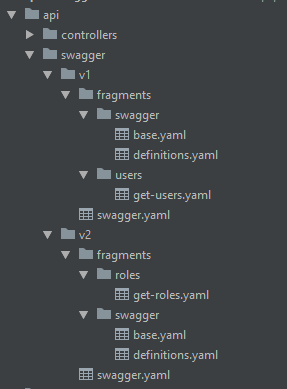 api
controllers
swagger
v1
fragments
swagger
base.yaml
definitions.yaml
users
get-users.yaml
swagger.yaml
v2
fragments
roles
get-roles.yaml
swagger
base.yaml
definitions.yaml
swagger.yaml